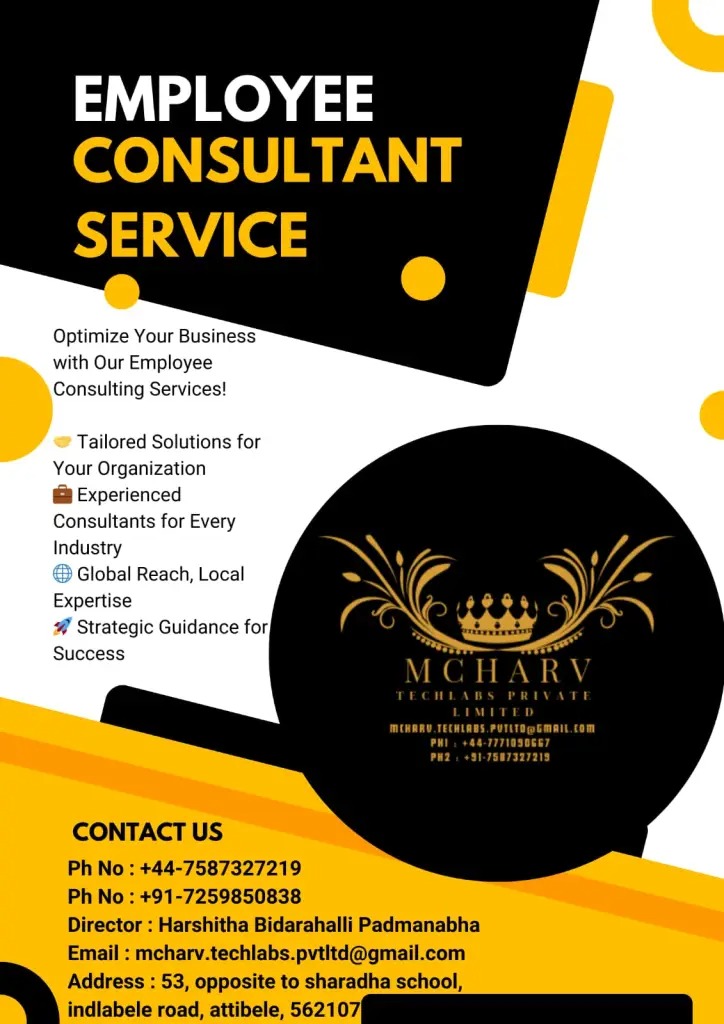 EMPLOYEE
CONSULTANT
SERVICE
Optimize Your Business
with Our Employee
Consulting Services!
🤝 Tailored Solutions for
Your Organization
💼 Experienced
Consultants for Every
Industry
🌐 Global Reach, Local
Expertise
🚀 Strategic Guidance for
Success
MCHARV
TECHLABS PRIVATE
LIMITED
MCHARV.TECHLABS.PVTLTD@GMAIL.COM
PH1 : +44-7771090667
PH2 : +91-7587327219
CONTACT US
Ph No : +44-7587327219
Ph No : +91-7259850838
Director : Harshitha Bidarahalli Padmanabha
Email : mcharv.techlabs.pvtltd@gmail.com
Address : 53, opposite to sharadha school,
indlabele road, attibele, 562107